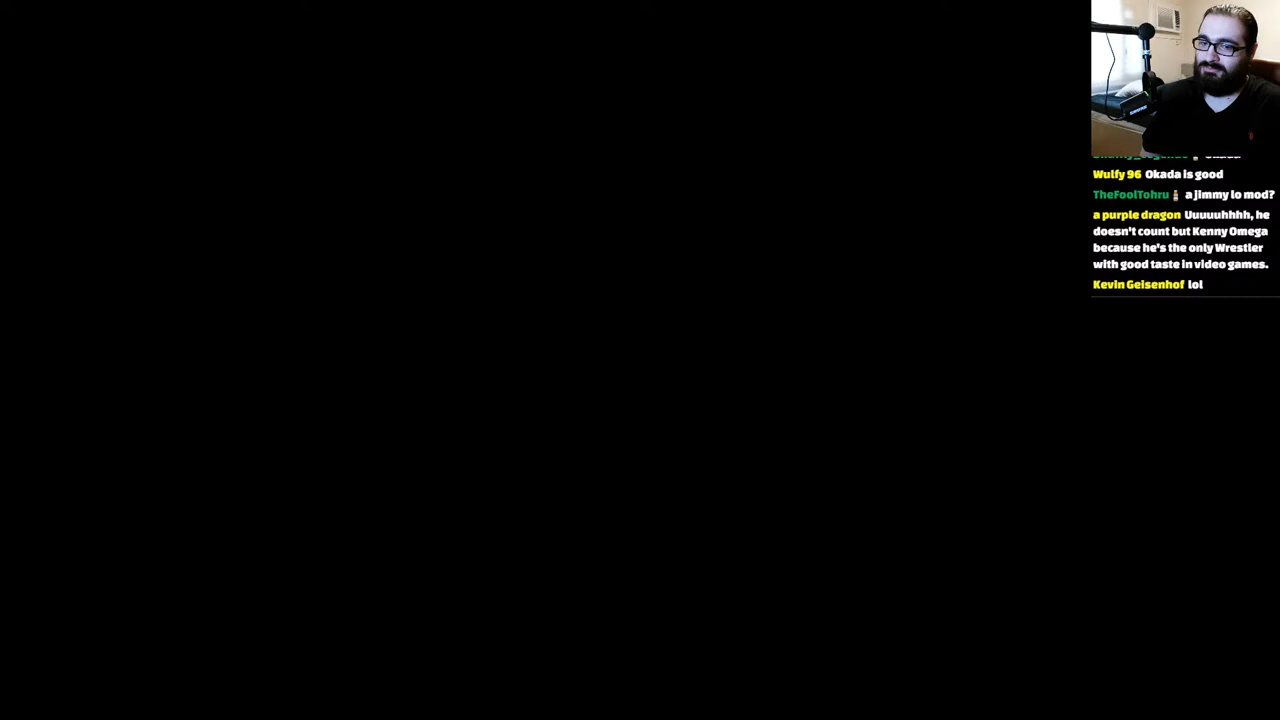 Wulfy 96 Okada is good
TheFoolTohru a jimmy lo mod?
a purple dragon Uuuuuhhhh, he
doesn't count but Kenny Omega
because he's the only Wrestler
with good taste in video games.
Kevin Geisenhof lol